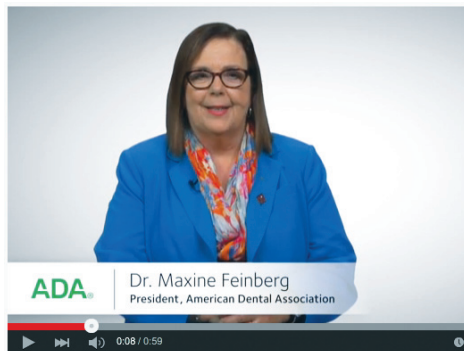 ADA®
Dr. Maxine Feinberg
President, American Dental Association
0:08 / 0:59